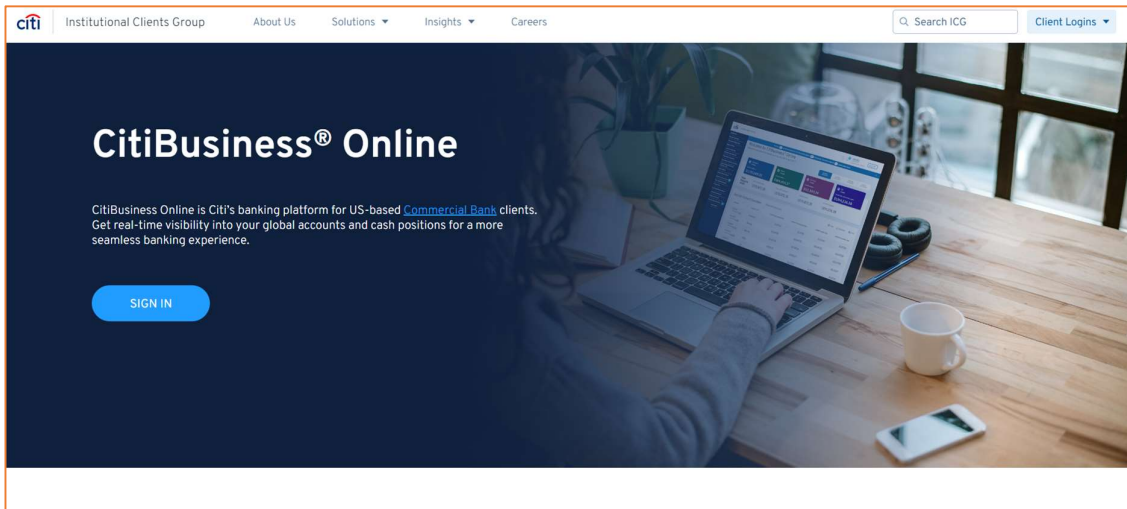 citi
Institutional Clients Group
About Us
Solutions
Insights
Careers
Search ICG
Client Logins
CitiBusiness® Online
CitiBusiness Online is Citi's banking platform for US-based Commercial Bank clients.
Get real-time visibility into your global accounts and cash positions for a more
seamless banking experience.
SIGN IN